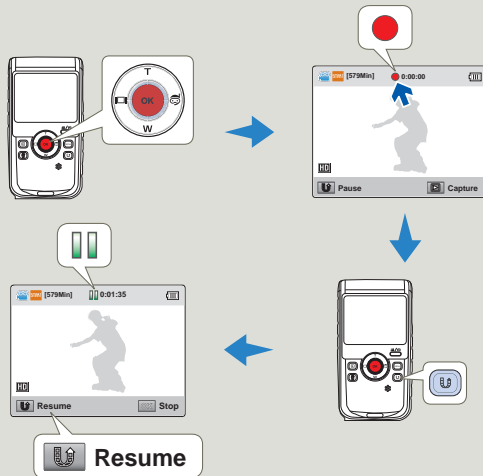 T
OK
W
[579Min] 0:00:00
HD
Pause Capture
[579Min] 0:01:35
HD
Resume Stop
Resume